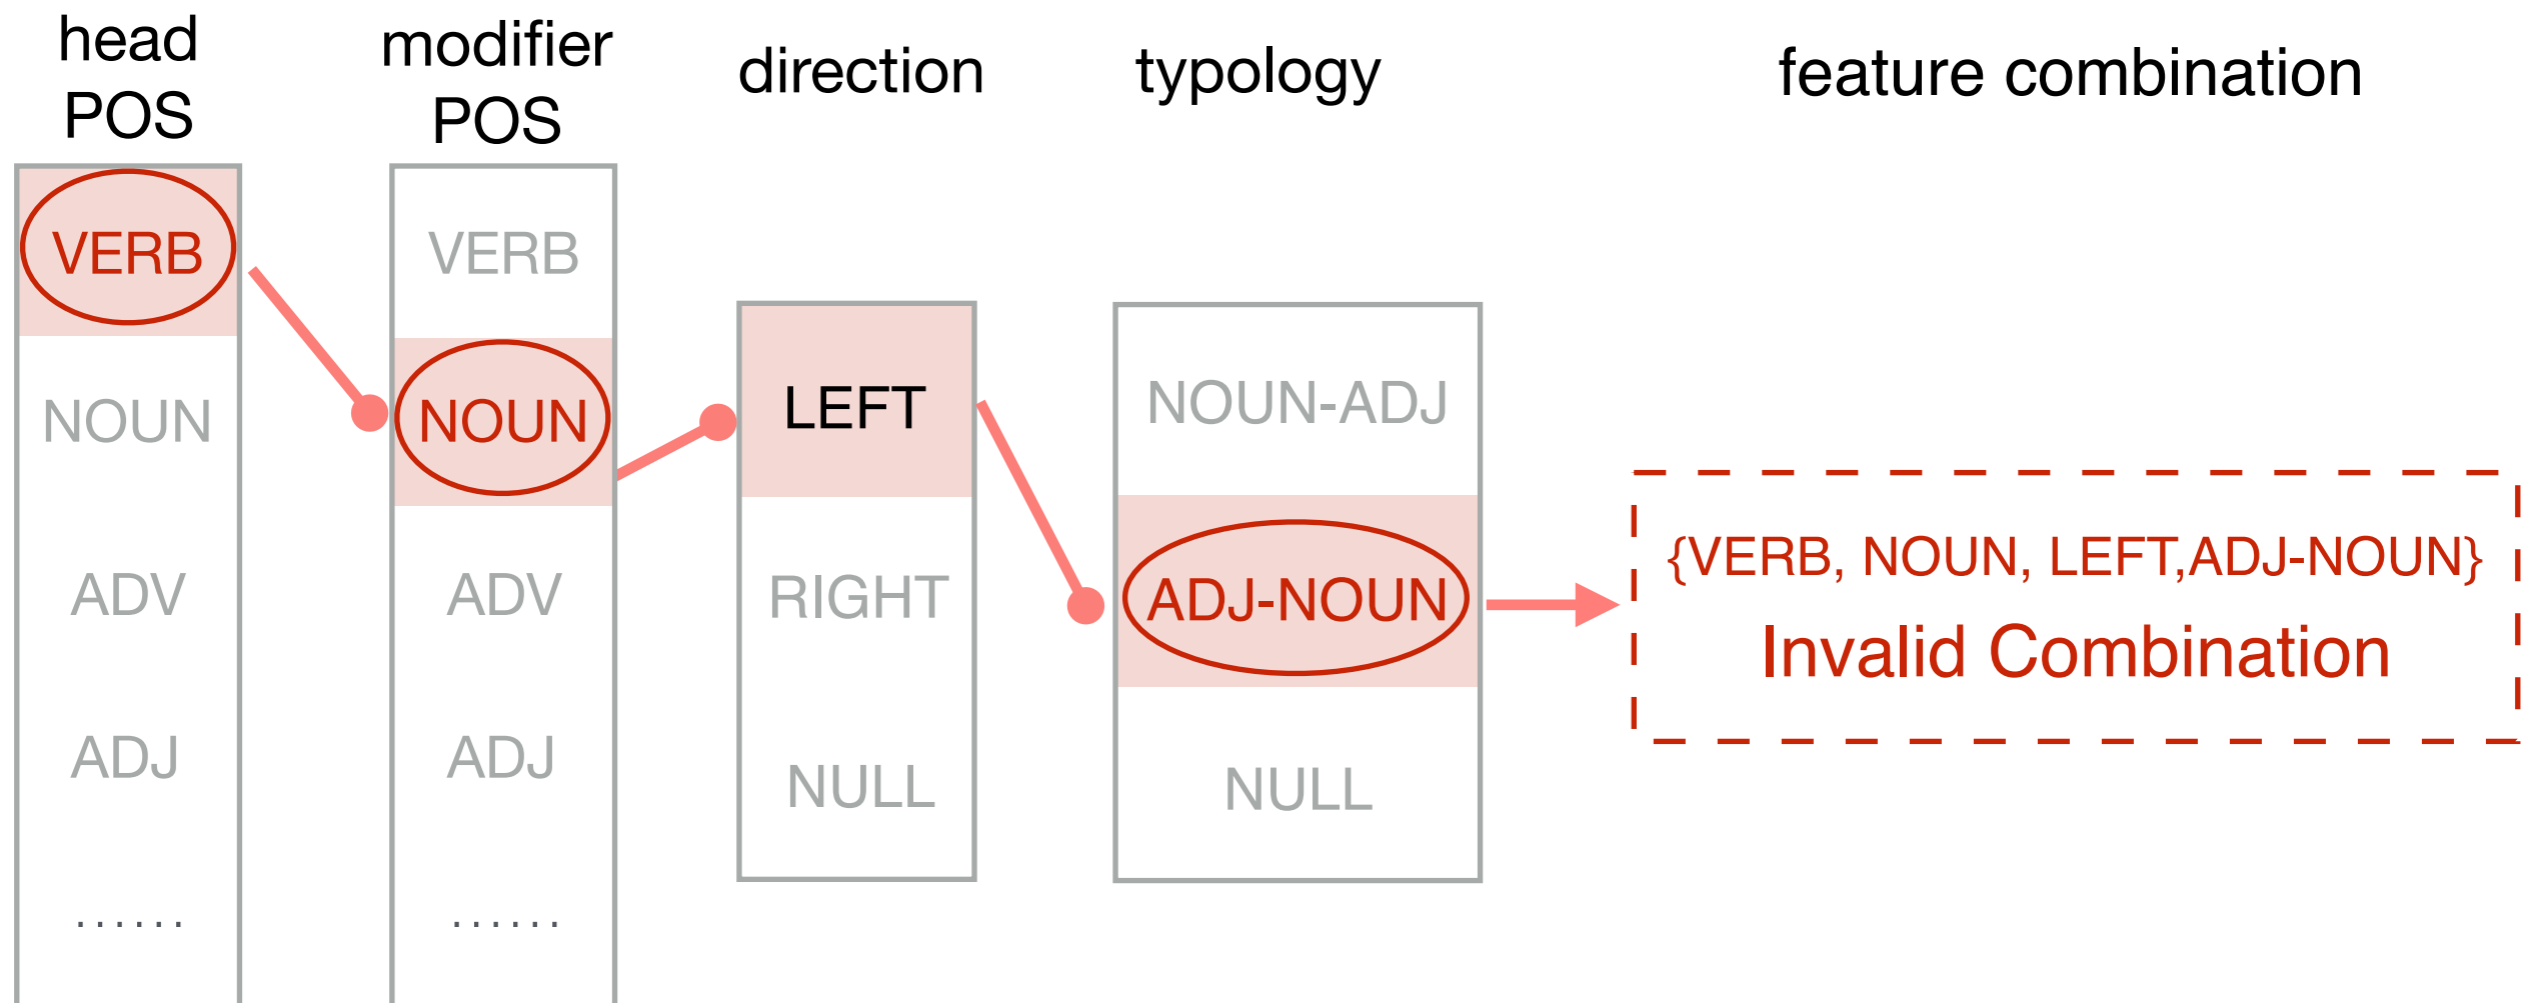 head
POS
modifier
POS
direction
typology
feature combination
VERB
NOUN
ADV
ADJ
......
VERB
NOUN
ADV
ADJ
......
LEFT
RIGHT
NULL
NOUN-ADJ
ADJ-NOUN
NULL
{VERB, NOUN, LEFT,ADJ-NOUN}
Invalid Combination